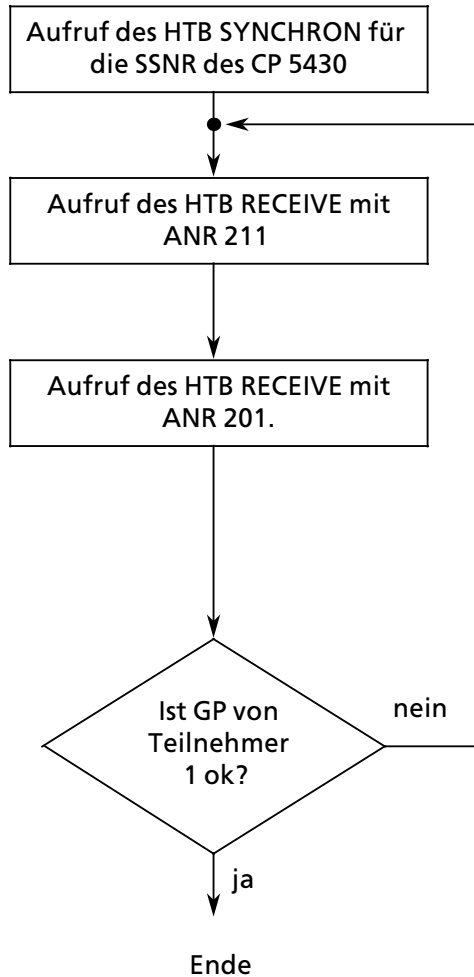 Aufruf des HTB SYNCHRON für
die SSNR des CP 5430
Aufruf des HTB RECEIVE mit
ANR 211
Aufruf des HTB RECEIVE mit
ANR 201.
Ist GP von
Teilnehmer
1 ok?
nein
ja
Ende